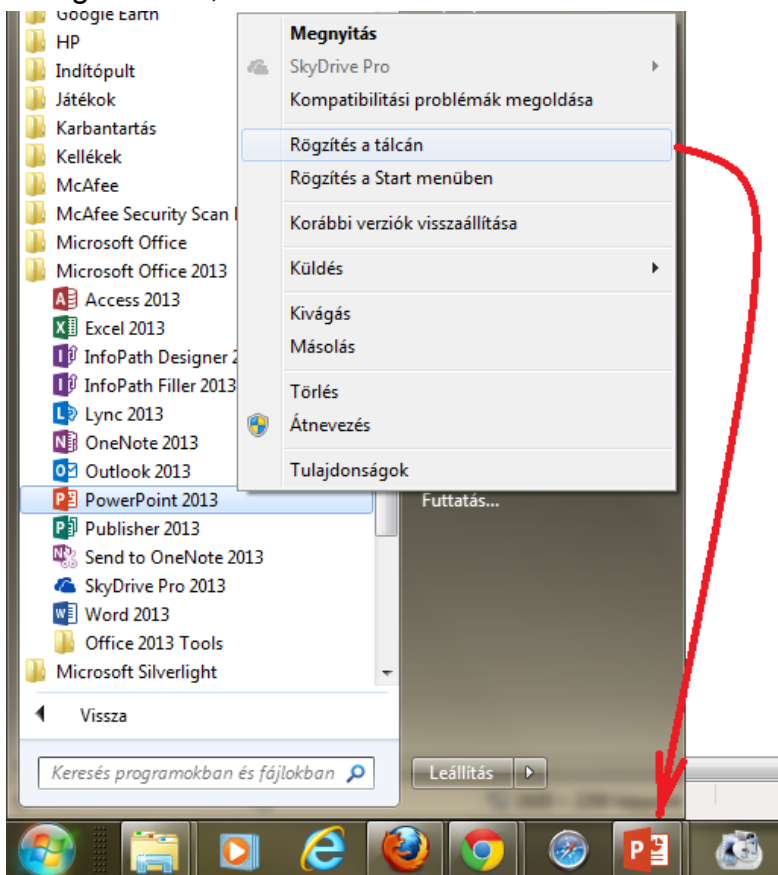 Google Earth
HP
Indítópult
Játékok
Karbantartás
Kellékek
McAfee
McAfee Security Scan
Microsoft Office
Microsoft Office 2013
Access 2013
Excel 2013
InfoPath Designer 2
InfoPath Filler 2013
Lync 2013
OneNote 2013
Outlook 2013
PowerPoint 2013
Publisher 2013
Send to OneNote 2013
SkyDrive Pro 2013
Word 2013
Office 2013 Tools
Microsoft Silverlight
Vissza
Keresés programokban és fájlokban
Megnyitás
SkyDrive Pro
Kompatibilitási problémák megoldása
Rögzítés a tálcán
Rögzítés a Start menüben
Korábbi verziók visszaállítása
Küldés
Kivágás
Másolás
Törlés
Átnevezés
Tulajdonságok
Futtatás...
Leállítás